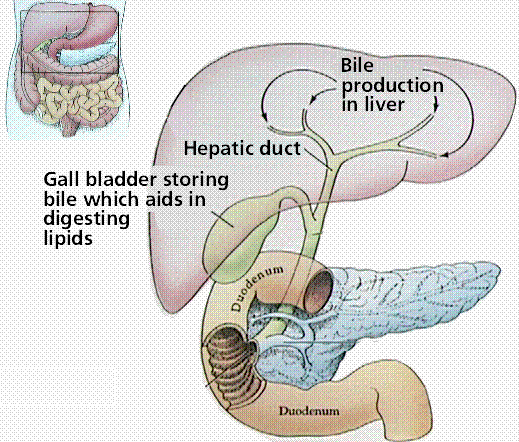 Bile
production
in liver
Hepatic duct
Gall bladder storing
bile which aids in
digesting
lipids
Duodenum
Duodenum